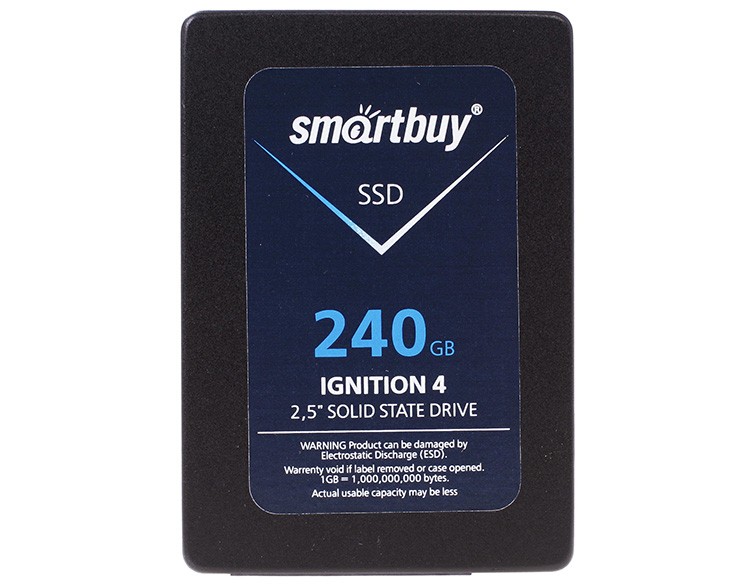 smartbuy®
SSD
240 GB
IGNITION 4
2,5" SOLID STATE DRIVE
WARNING Product can be damaged by
Electrostatic Discharge (ESD).
Warrenty void if label removed or case opened.
1GB = 1,000,000,000 bytes.
Actual usable capacity may be less